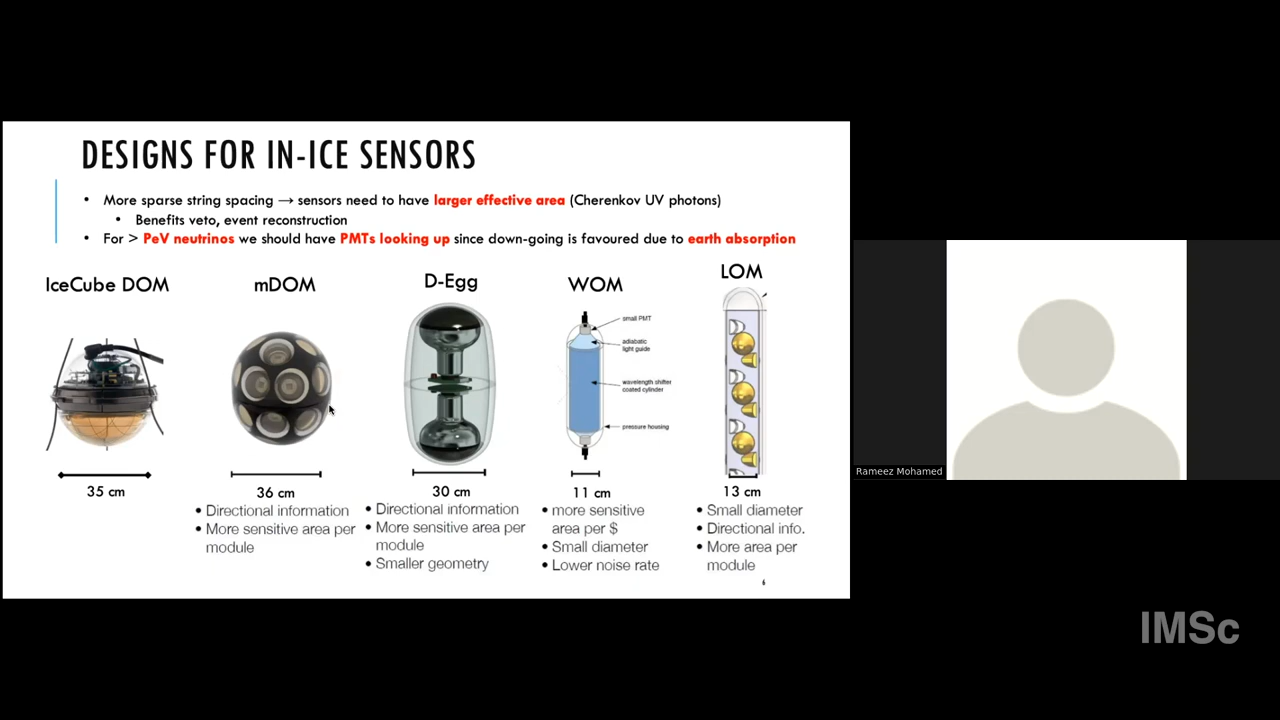 DESIGNS FOR IN-ICE SENSORS
• More sparse string spacing → sensors need to have larger effective area (Cherenkov UV photons)
• Benefits veto, event reconstruction
• For > PeV neutrinos we should have PMTs looking up since down-going is favoured due to earth absorption
IceCube DOM
35 cm
mDOM
36 cm
• Directional information
• More sensitive area per
module
D-Egg
30 cm
• Directional information
• More sensitive area per
module
• Smaller geometry
WOM
small PMT
adiabatic
light guide
wavelength shifter
coated cylinder
pressure housing
11 cm
• more sensitive
area per $
• Small diameter
• Lower noise rate
LOM
13 cm
• Small diameter
• Directional info.
• More area per
module
6
Rameez Mohamed
IMSc